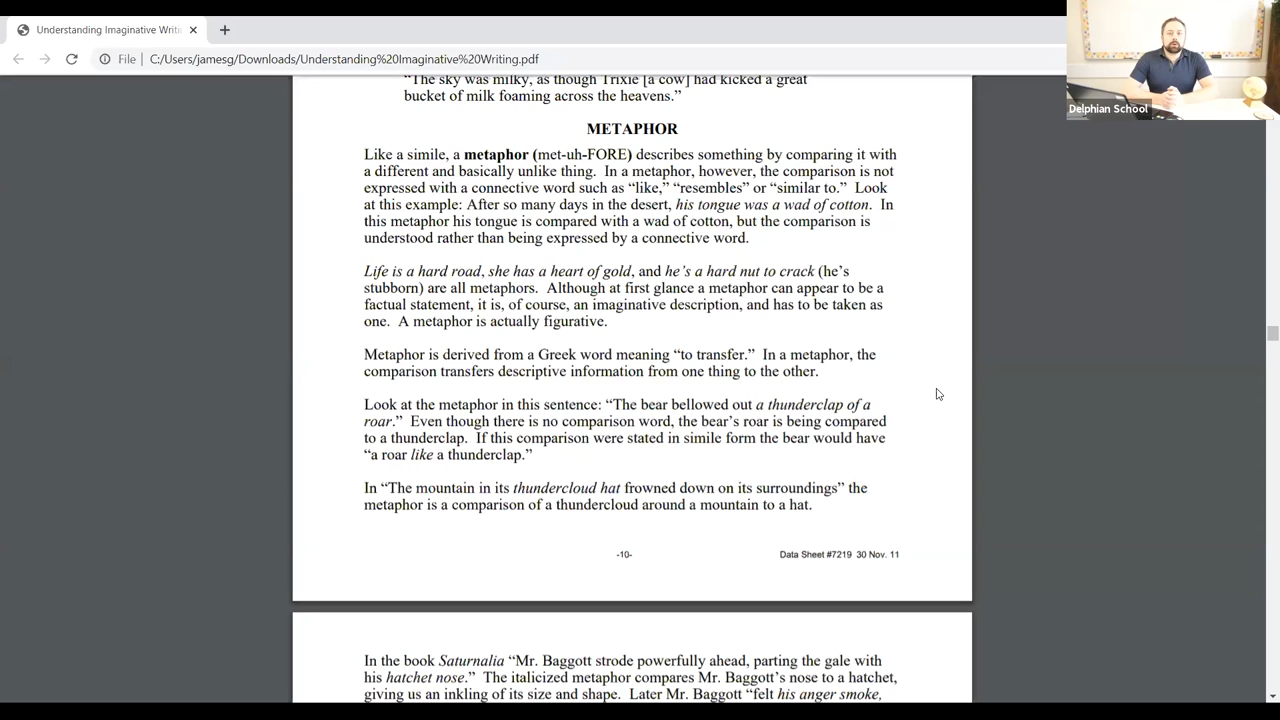 Understanding Imaginative Writi
File
C:/Users/jamesg/Downloads/Understanding%20Imaginative%20Writing.pdf
Delphian School
“The sky was milky, as though Trixie [a cow] had kicked a great
bucket of milk foaming across the heavens.”
METAPHOR
Like a simile, a metaphor (met-uh-FORE) describes something by comparing it with
a different and basically unlike thing. In a metaphor, however, the comparison is not
expressed with a connective word such as “like,” “resembles” or “similar to.” Look
at this example: After so many days in the desert, his tongue was a wad of cotton. In
this metaphor his tongue is compared with a wad of cotton, but the comparison is
understood rather than being expressed by a connective word.
Life is a hard road, she has a heart of gold, and he’s a hard nut to crack (he’s
stubborn) are all metaphors. Although at first glance a metaphor can appear to be a
factual statement, it is, of course, an imaginative description, and has to be taken as
one. A metaphor is actually figurative.
Metaphor is derived from a Greek word meaning “to transfer.” In a metaphor, the
comparison transfers descriptive information from one thing to the other.
Look at the metaphor in this sentence: “The bear bellowed out a thunderclap of a
roar.” Even though there is no comparison word, the bear’s roar is being compared
to a thunderclap. If this comparison were stated in simile form the bear would have
“a roar like a thunderclap.”
In “The mountain in its thundercloud hat frowned down on its surroundings” the
metaphor is a comparison of a thundercloud around a mountain to a hat.
-10-
Data Sheet #7219 30 Nov. 11
In the book Saturnalia “Mr. Baggott strode powerfully ahead, parting the gale with
his hatchet nose.” The italicized metaphor compares Mr. Baggott’s nose to a hatchet,
giving us an inkling of its size and shape. Later Mr. Baggott “felt his anger smoke,